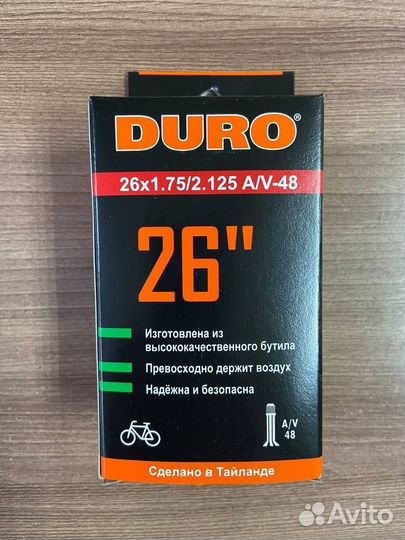 DURO®
26x1.75/2.125 A/V-48
26"
Изготовлена из
высококачественного бутила
Превосходно держит воздух
Надёжна и безопасна
A/V
48
Сделано в Тайланде
Avito